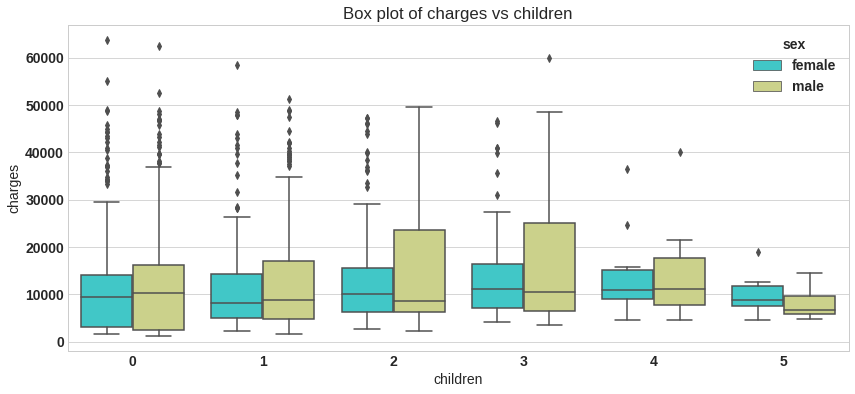 Box plot of charges vs children
sex
female
male
charges
60000
50000
40000
30000
20000
10000
0
0 1 2 3 4 5
children